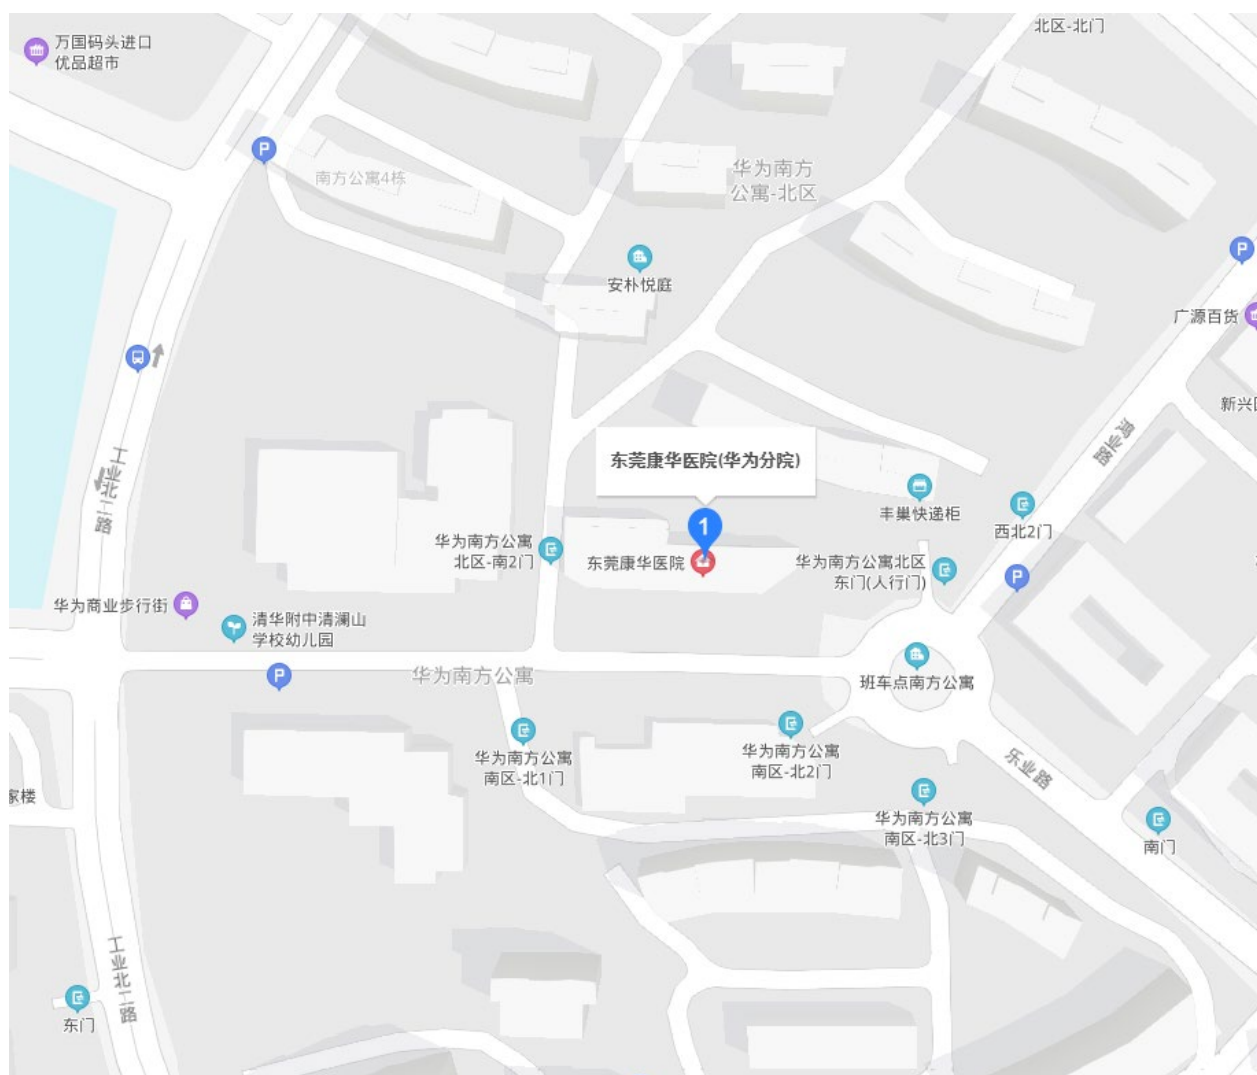 北区-北门
万国码头进口
优品超市
P
南方公寓4栋
华为南方
公寓-北区
安朴悦庭
P
广源百货
工业北二路
新兴
鸿业路
东莞康华医院(华为分院)
丰巢快递柜
西北2门
1
华为南方公寓
北区-南2门
东莞康华医院
华为南方公寓北区
东门(人行门)
P
华为商业步行街
清华附中清澜山
学校幼儿园
P
华为南方公寓
班车点南方公寓
华为南方公寓
南区-北1门
华为南方公寓
南区-北2门
乐业路
家楼
华为南方公寓
南区-北3门
南门
工业北二路
东门